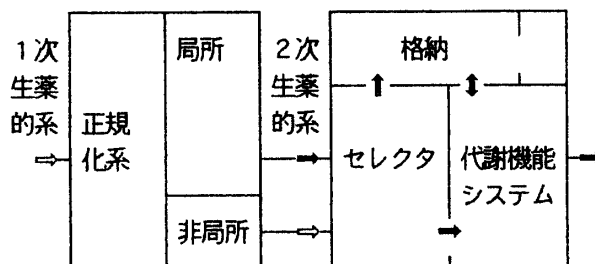 1次
生薬
的系
正規
化系
局所
非局所
2次
生薬
的系
格納
セレクタ
代謝機能
システム